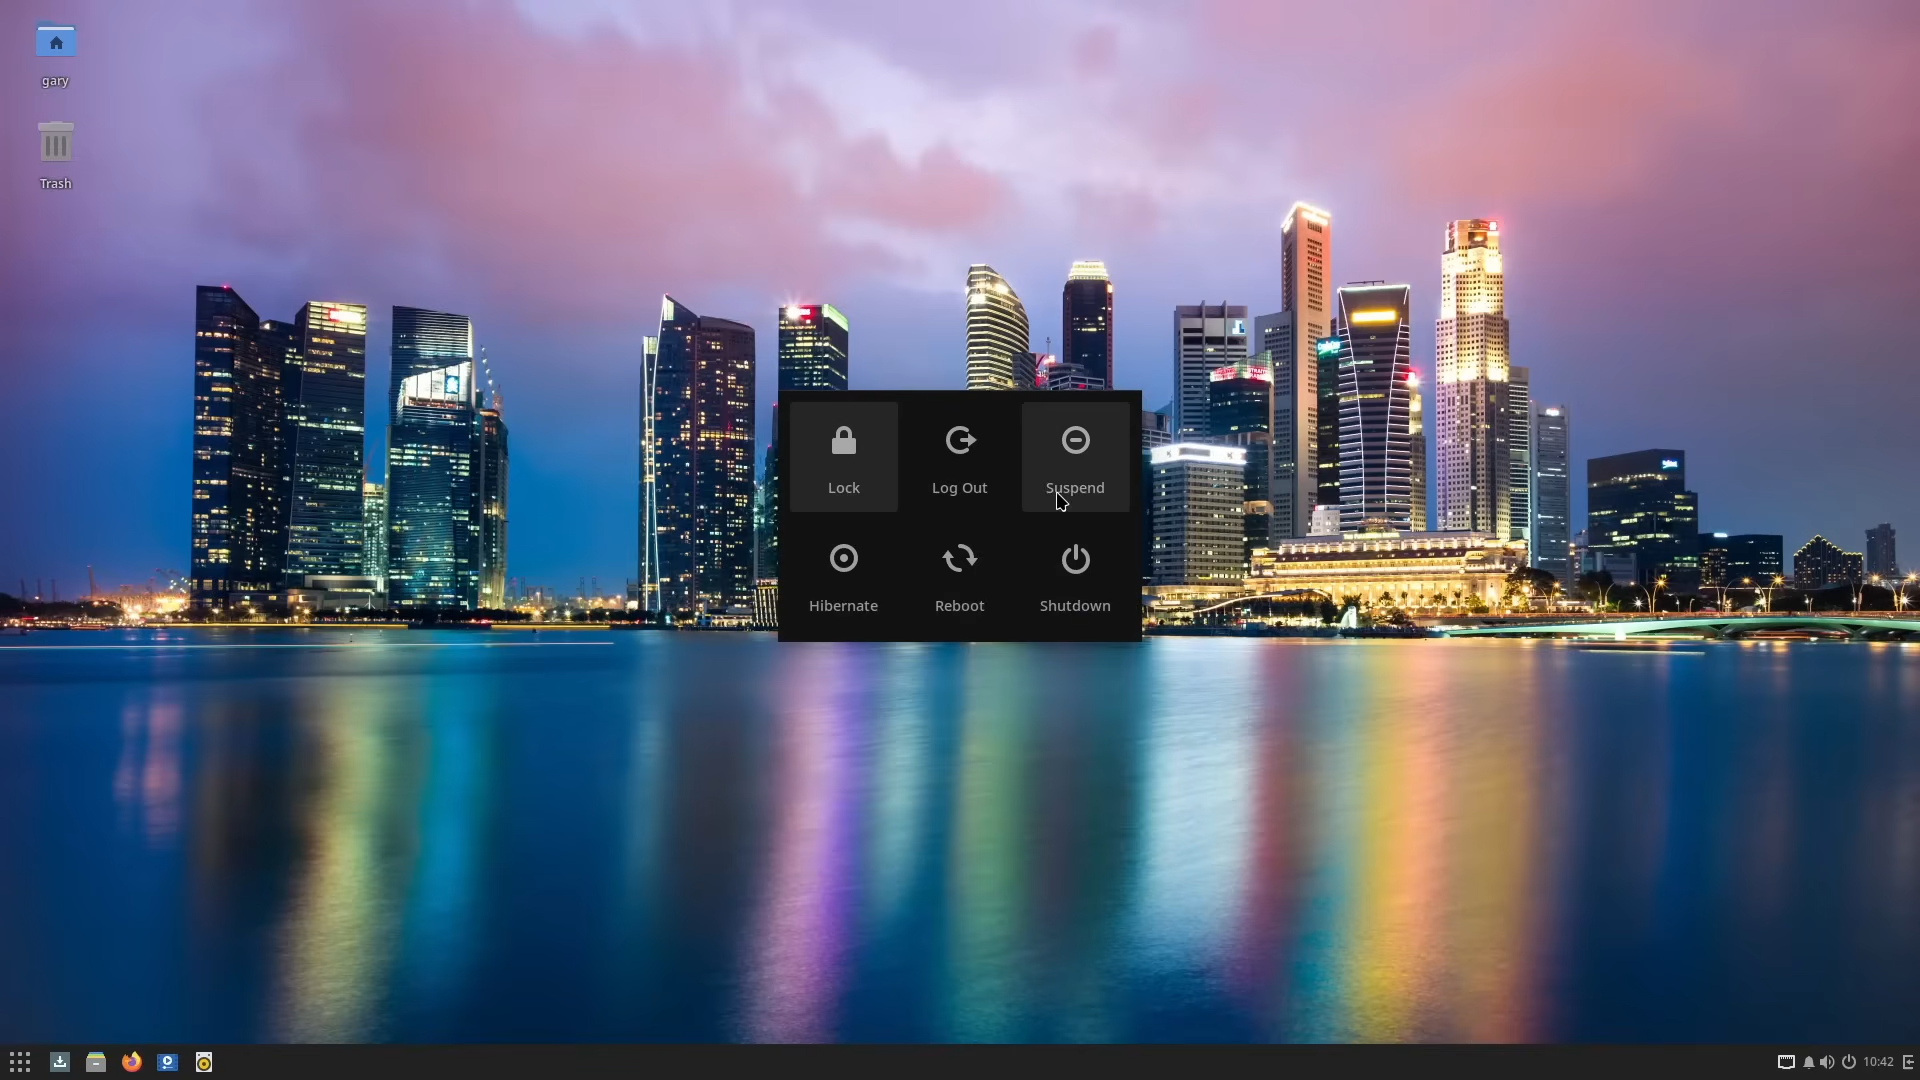 gary
Trash
Lock
Log Out
Suspend
Hibernate
Reboot
Shutdown
10:42